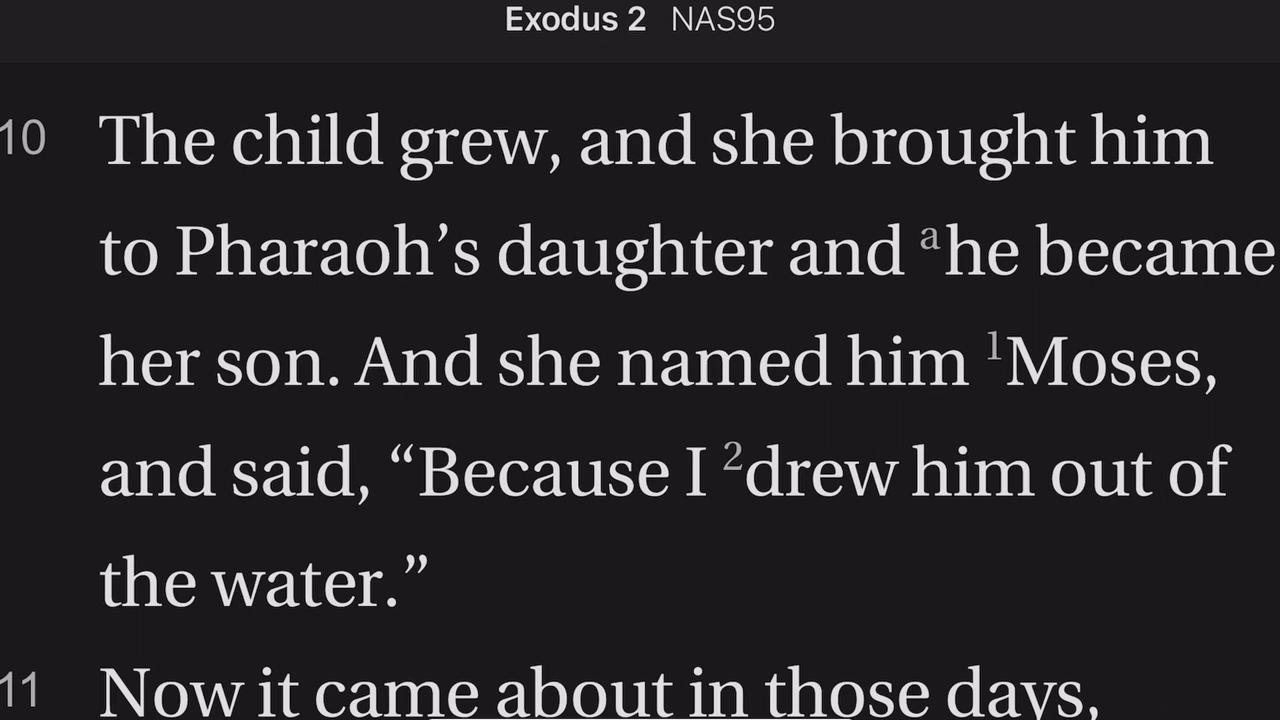 Exodus 2 NAS95
10 The child grew, and she brought him
to Pharaoh’s daughter and ᵃhe became
her son. And she named him ¹Moses,
and said, “Because I ²drew him out of
the water.”
11 Now it came about in those days,